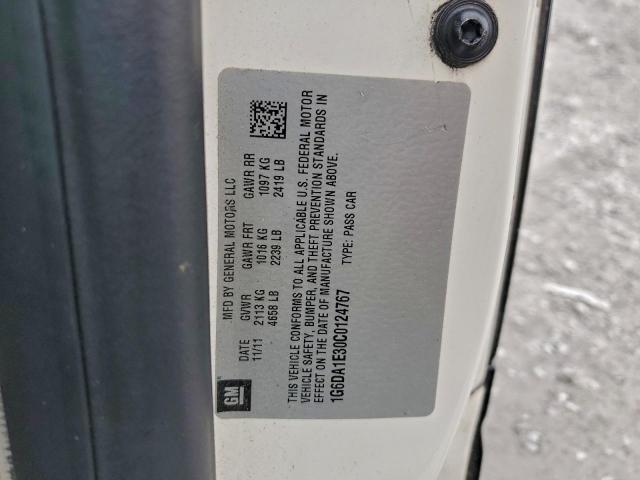 MFD BY GENERAL MOTORS LLC
DATE GVWR GAWR FRT GAWR RR
11/11 2113 KG 1016 KG 1097 KG
4658 LB 2239 LB 2419 LB
THIS VEHICLE CONFORMS TO ALL APPLICABLE U.S. FEDERAL MOTOR
VEHICLE SAFETY, BUMPER, AND THEFT PREVENTION STANDARDS IN
EFFECT ON THE DATE OF MANUFACTURE SHOWN ABOVE.
TYPE: PASS CAR
1G6DA1E30C0124767
GM